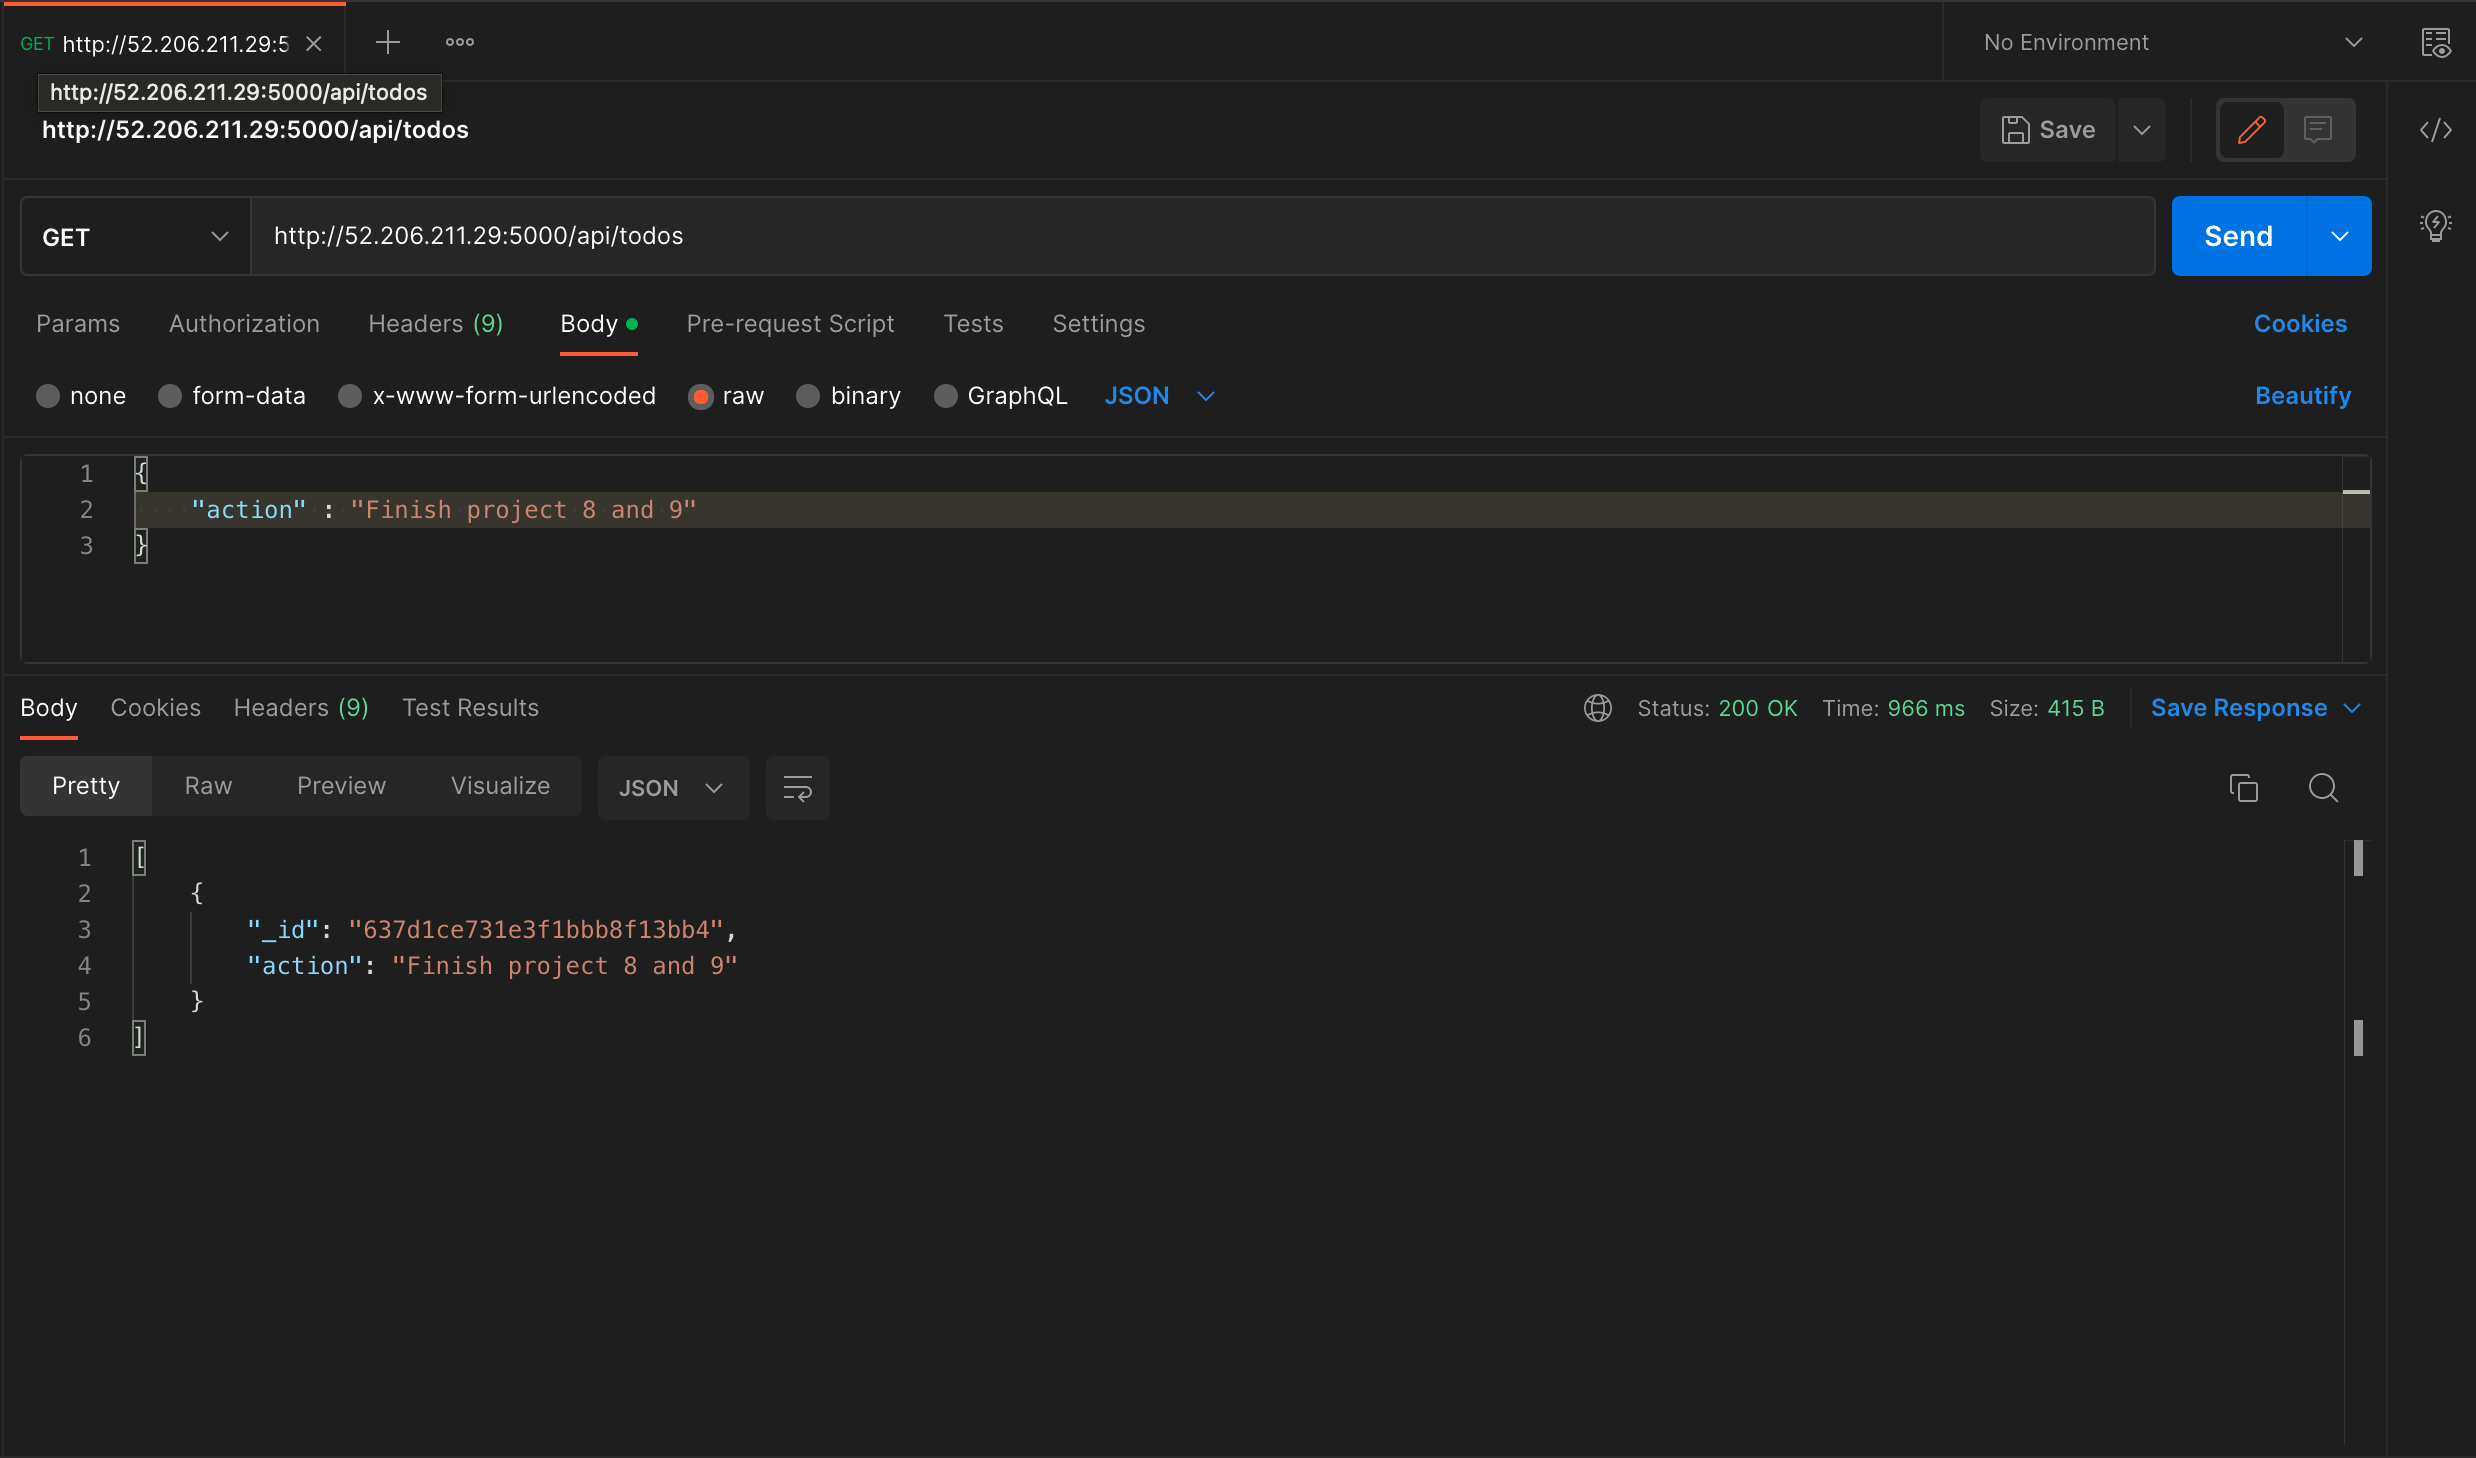 GET http://52.206.211.29:5
No Environment
http://52.206.211.29:5000/api/todos
http://52.206.211.29:5000/api/todos
Save
GET http://52.206.211.29:5000/api/todos Send
Params Authorization Headers (9) Body Pre-request Script Tests Settings Cookies
none form-data x-www-form-urlencoded raw binary GraphQL JSON Beautify
1 {
2 "action" : "Finish project 8 and 9"
3 }
Body Cookies Headers (9) Test Results Status: 200 OK Time: 966 ms Size: 415 B Save Response
Pretty Raw Preview Visualize JSON
1 [
2 {
3 "_id": "637d1ce731e3f1bbb8f13bb4",
4 "action": "Finish project 8 and 9"
5 }
6 ]